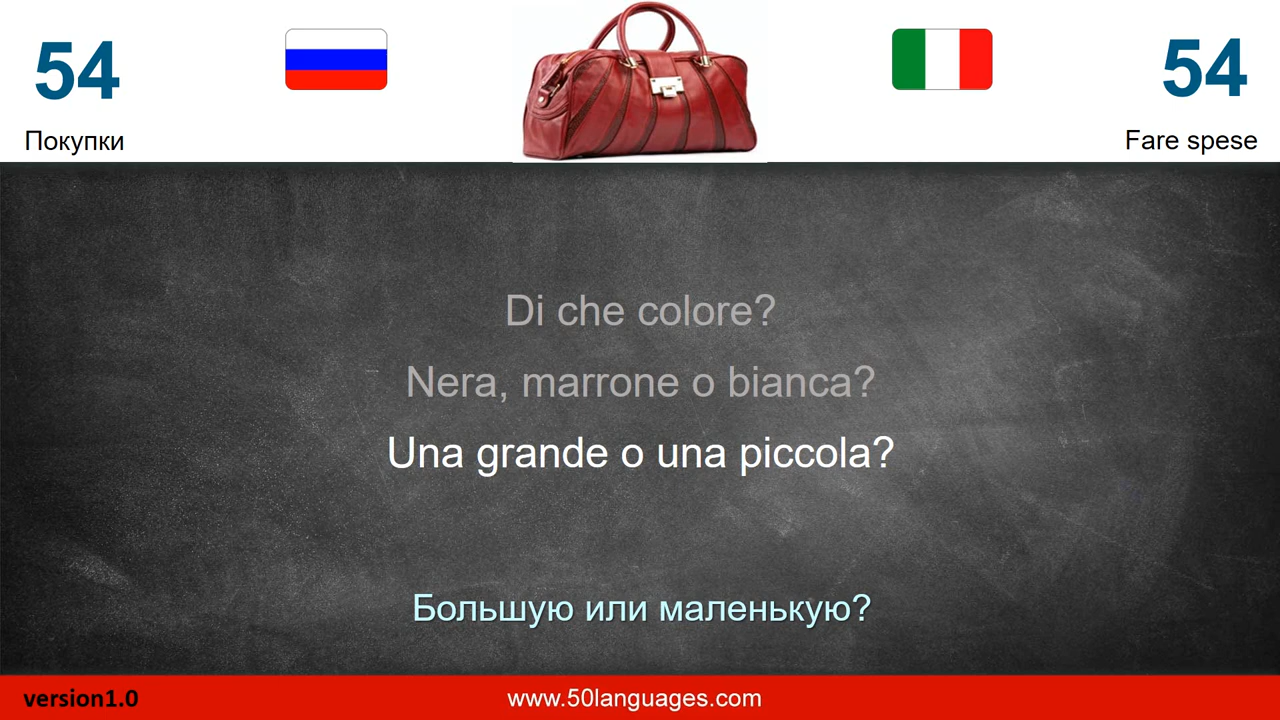 54
54
Покупки
Fare spese
Di che colore?
Nera, marrone o bianca?
Una grande o una piccola?
Большую или маленькую?
version1.0
www.50languages.com